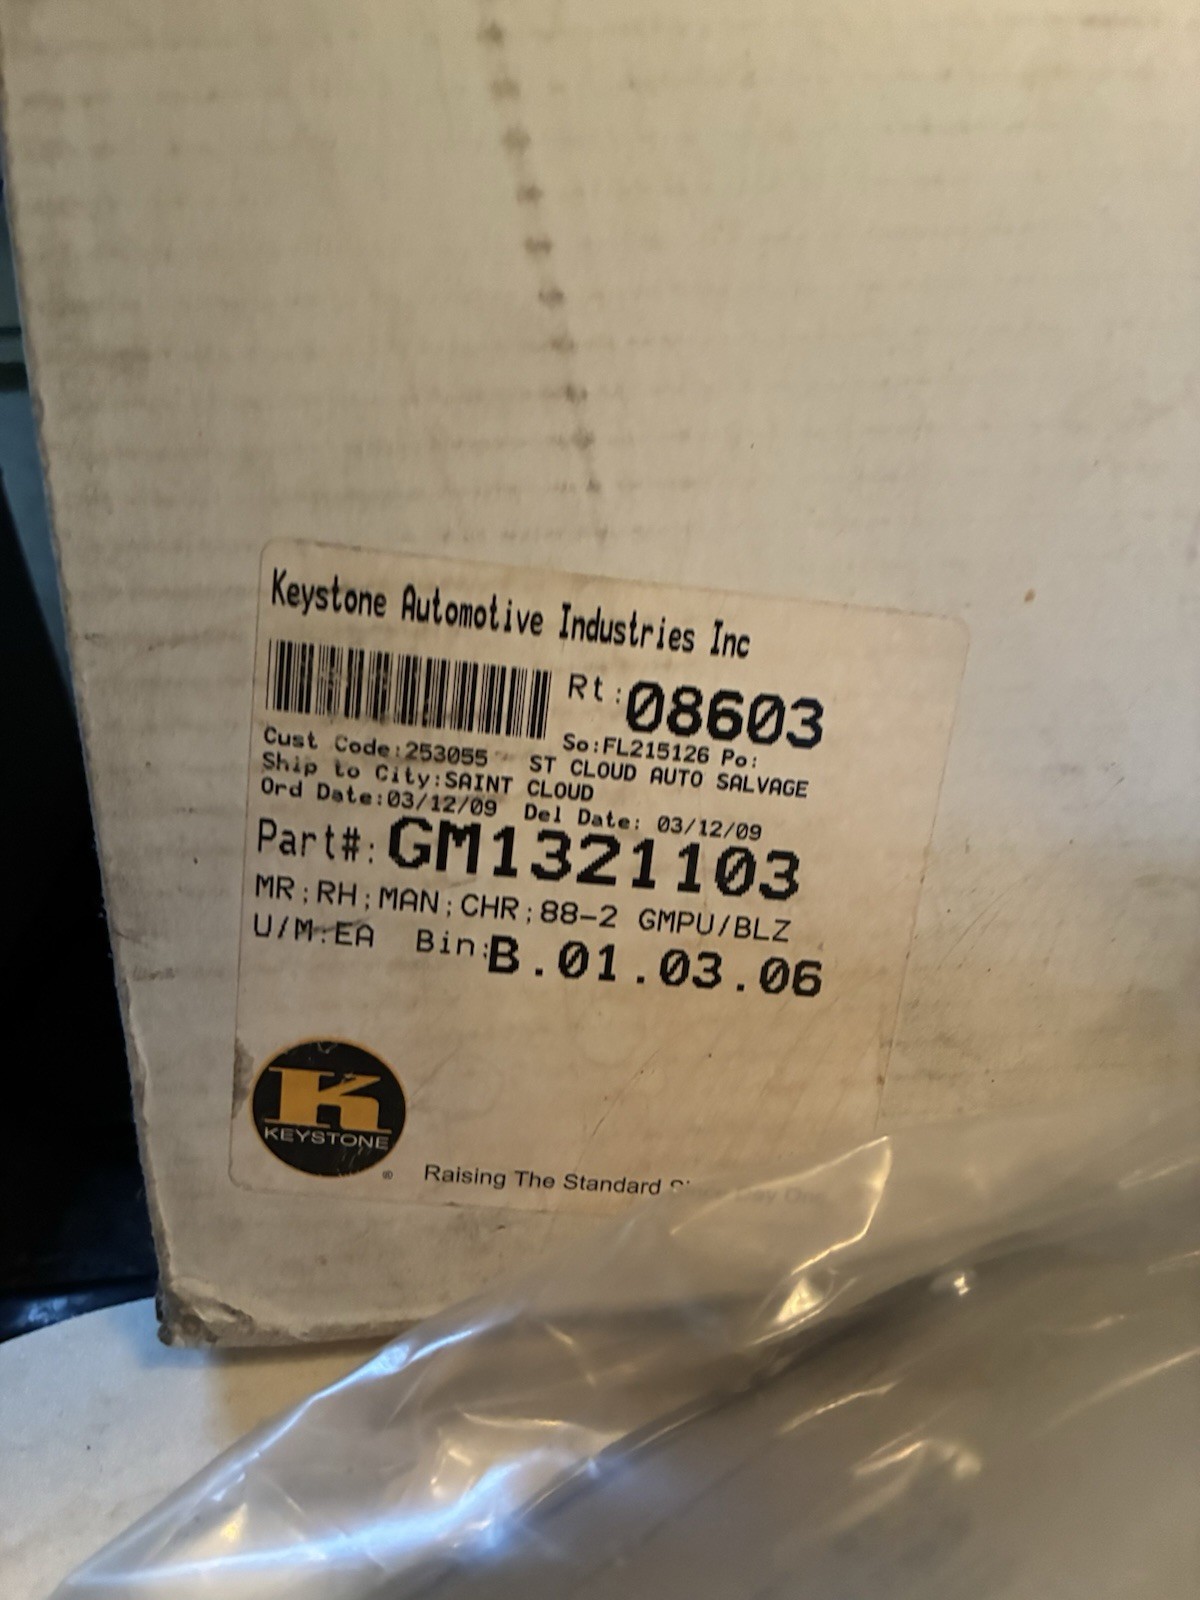 Keystone Automotive Industries Inc
Rt:08603
So:FL215126 Po:
Cust Code:253055 ST CLOUD AUTO SALVAGE
Ship to City:SAINT CLOUD
Ord Date:03/12/09 Del Date: 03/12/09
Part#:GM1321103
MR;RH;MAN;CHR;88-2 GMPU/BLZ
U/M:EA Bin:B.01.03.06
K
KEYSTONE
®
Raising The Standard